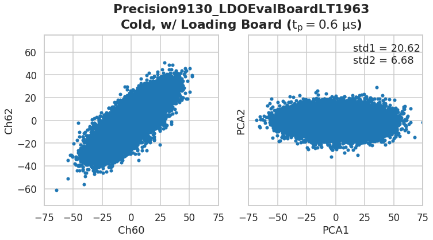 Precision9130_LDOEvalBoardLT1963
Cold, w/ Loading Board (tp = 0.6 μs)
std1 = 20.62
std2 = 6.68
60
40
20
0
−20
−40
−60
Ch62
−75 −50 −25 0 25 50 75
Ch60
PCA2
−75 −50 −25 0 25 50 75
PCA1